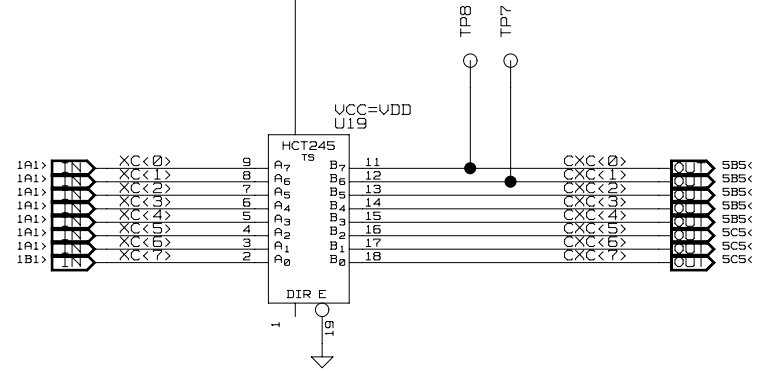 TP8 TP7
VCC=VDD
U19
HCT245
TS
1A1> IN XC<0> 9 A7 B7 11 CXC<0> OUT 5B5<
1A1> IN XC<1> 8 A6 B6 12 CXC<1> OUT 5B5<
1A1> IN XC<2> 7 A5 B5 13 CXC<2> OUT 5B5<
1A1> IN XC<3> 6 A4 B4 14 CXC<3> OUT 5B5<
1A1> IN XC<4> 5 A3 B3 15 CXC<4> OUT 5B5<
1A1> IN XC<5> 4 A2 B2 16 CXC<5> OUT 5C5<
1A1> IN XC<6> 3 A1 B1 17 CXC<6> OUT 5C5<
1B1> IN XC<7> 2 A0 B0 18 CXC<7> OUT 5C5<
DIR E
1 19